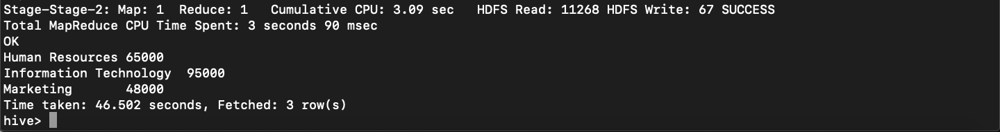 Stage-Stage-2: Map: 1  Reduce: 1   Cumulative CPU: 3.09 sec   HDFS Read: 11268 HDFS Write: 67 SUCCESS
Total MapReduce CPU Time Spent: 3 seconds 90 msec
OK
Human Resources 65000
Information Technology  95000
Marketing       48000
Time taken: 46.502 seconds, Fetched: 3 row(s)
hive>